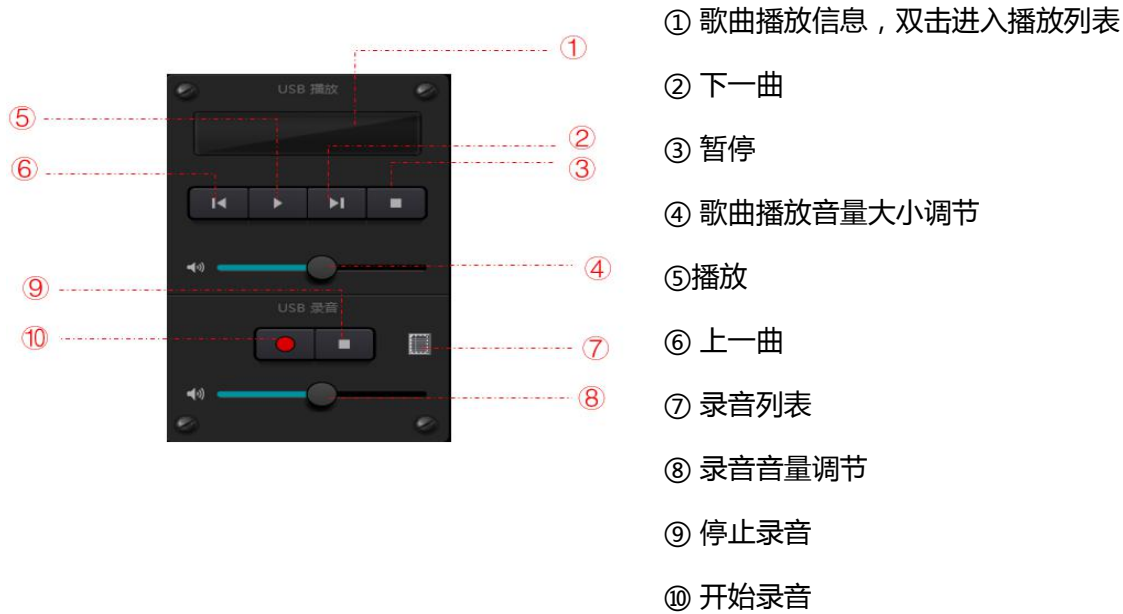 ① 歌曲播放信息，双击进入播放列表
② 下一曲
③ 暂停
④ 歌曲播放音量大小调节
⑤播放
⑥ 上一曲
⑦ 录音列表
⑧ 录音音量调节
⑨ 停止录音
⑩ 开始录音
①
USB 播放
⑤
②
⑥
③
④
⑨
USB 录音
⑩
⑦
⑧